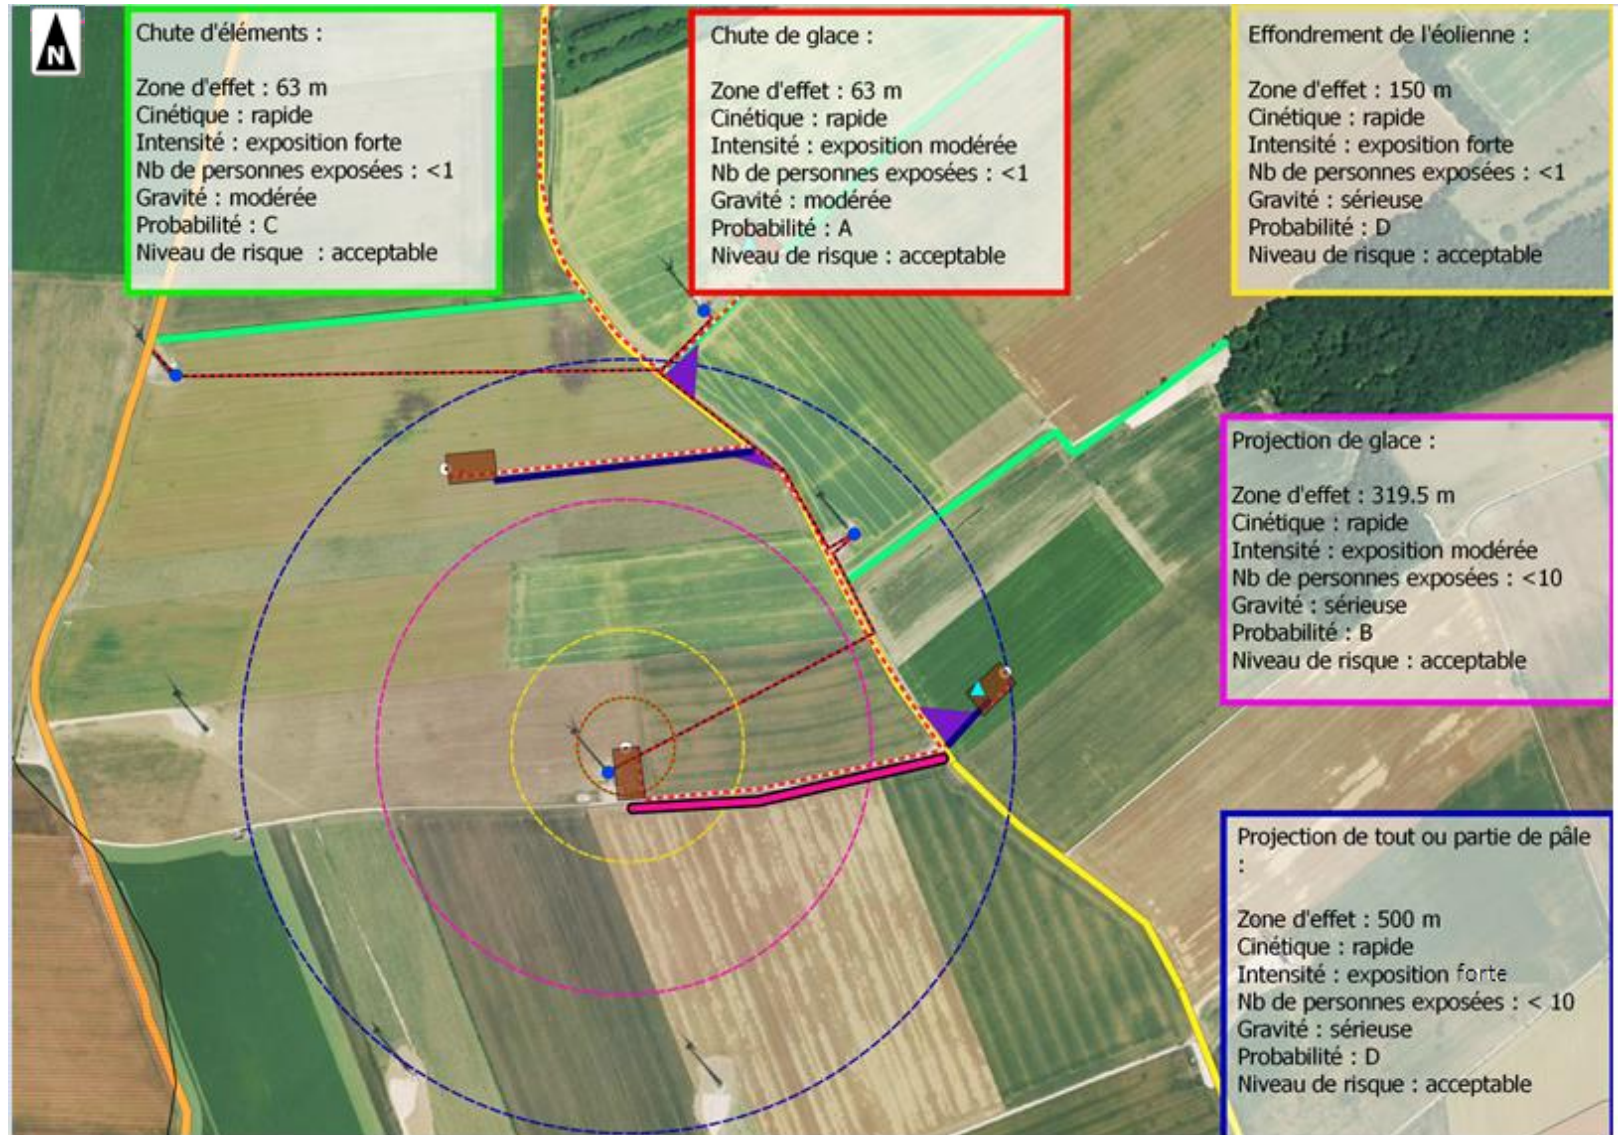 N
Chute d'éléments :
Zone d'effet : 63 m
Cinétique : rapide
Intensité : exposition forte
Nb de personnes exposées : <1
Gravité : modérée
Probabilité : C
Niveau de risque  : acceptable
Chute de glace :
Zone d'effet : 63 m
Cinétique : rapide
Intensité : exposition modérée
Nb de personnes exposées : <1
Gravité : modérée
Probabilité : A
Niveau de risque : acceptable
Effondrement de l'éolienne :
Zone d'effet : 150 m
Cinétique : rapide
Intensité : exposition forte
Nb de personnes exposées : <1
Gravité : sérieuse
Probabilité : D
Niveau de risque : acceptable
Projection de glace :
Zone d'effet : 319.5 m
Cinétique : rapide
Intensité : exposition modérée
Nb de personnes exposées : <10
Gravité : sérieuse
Probabilité : B
Niveau de risque : acceptable
Projection de tout ou partie de pâle
:
Zone d'effet : 500 m
Cinétique : rapide
Intensité : exposition forte
Nb de personnes exposées : < 10
Gravité : sérieuse
Probabilité : D
Niveau de risque : acceptable